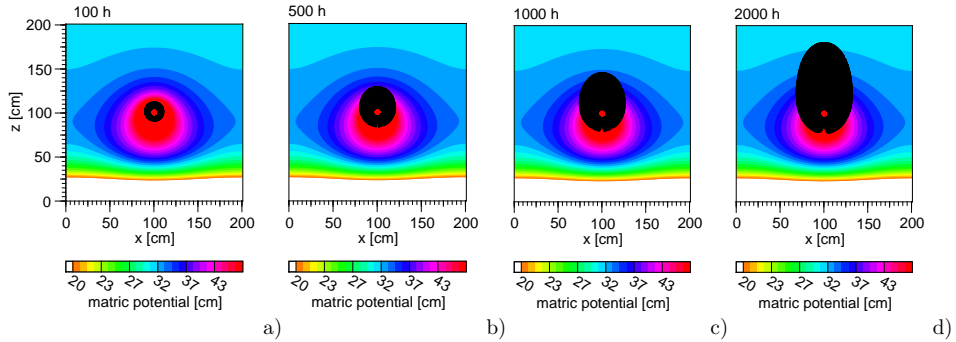 100 h 500 h 1000 h 2000 h
200
150
100
50
0
z [cm]
0 50 100 150 200 0 50 100 150 200 0 50 100 150 200 0 50 100 150 200
x [cm] x [cm] x [cm] x [cm]
20 23 27 32 37 43 20 23 27 32 37 43 20 23 27 32 37 43 20 23 27 32 37 43
matric potential [cm] matric potential [cm] matric potential [cm] matric potential [cm]
a) b) c) d)